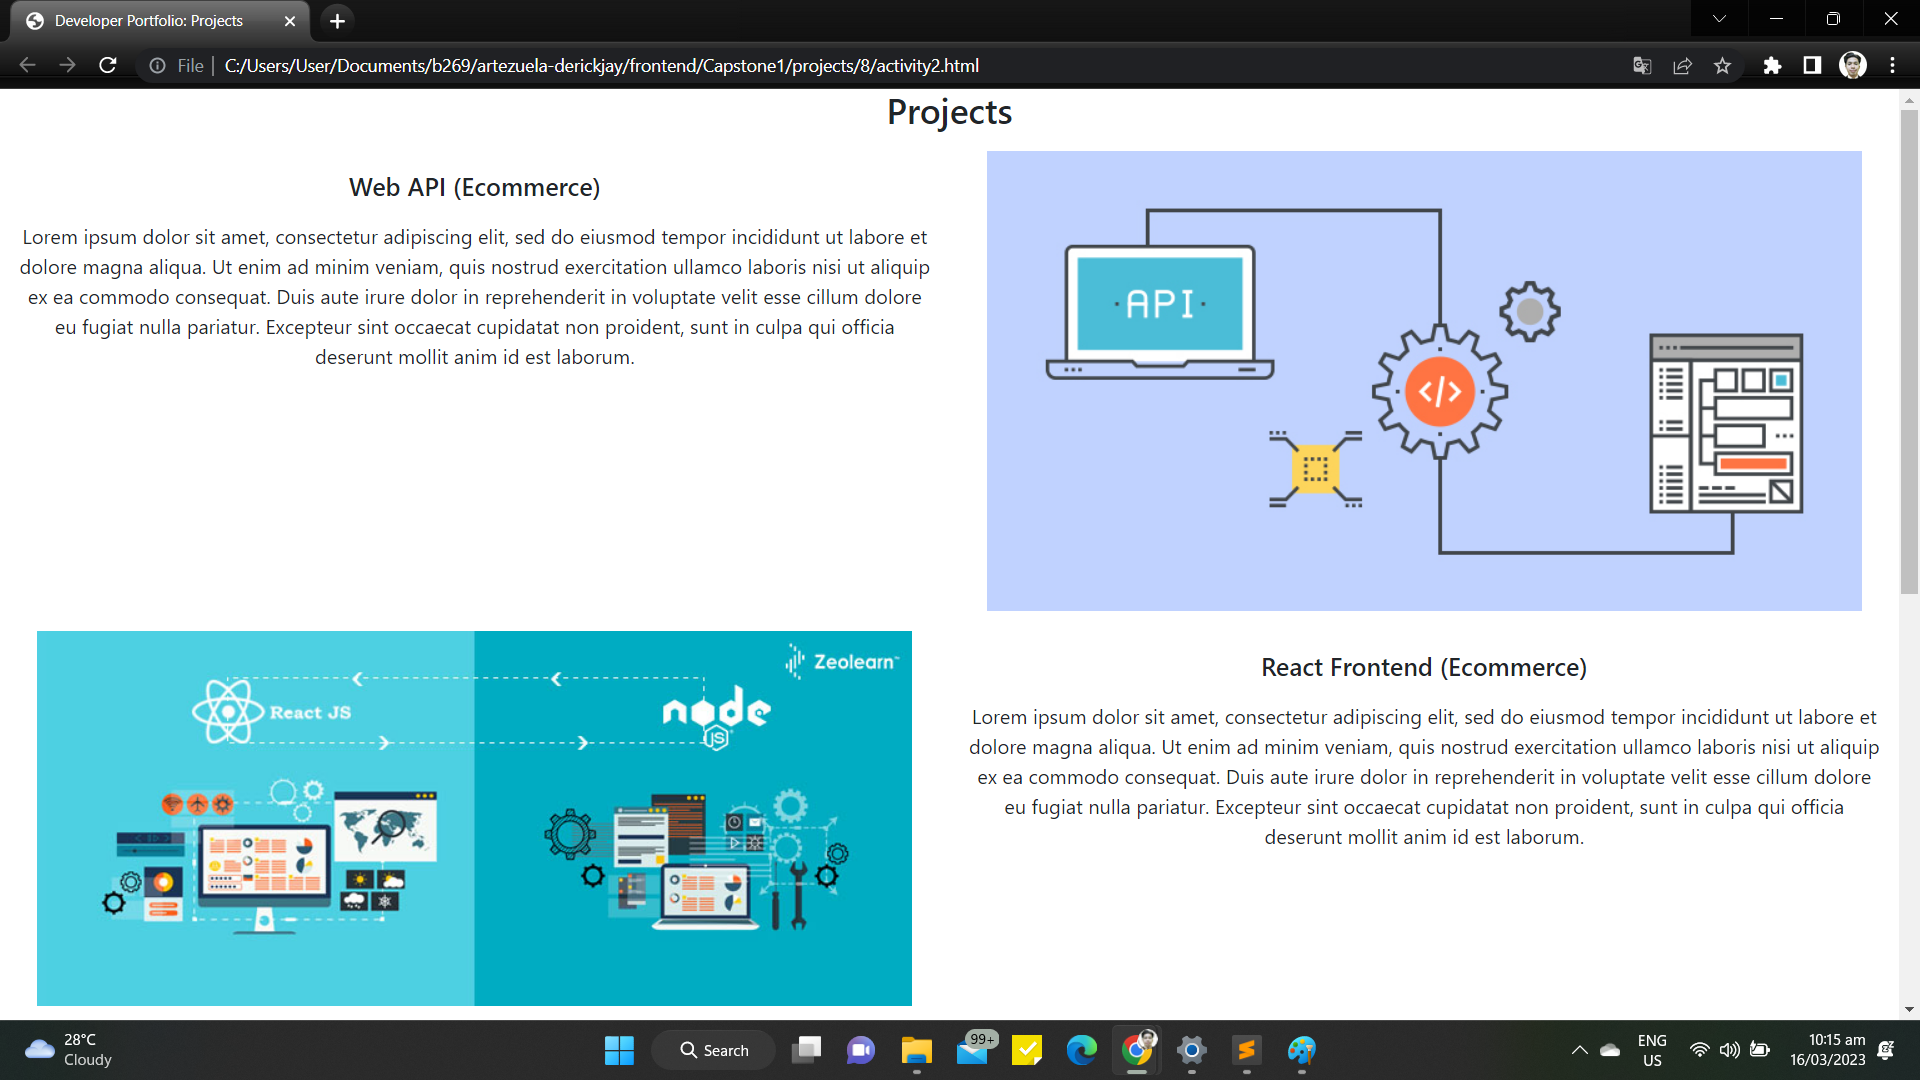 Developer Portfolio: Projects
File
C:/Users/User/Documents/b269/artezuela-derickjay/frontend/Capstone1/projects/8/activity2.html
Projects
Web API (Ecommerce)
Lorem ipsum dolor sit amet, consectetur adipiscing elit, sed do eiusmod tempor incididunt ut labore et
dolore magna aliqua. Ut enim ad minim veniam, quis nostrud exercitation ullamco laboris nisi ut aliquip
ex ea commodo consequat. Duis aute irure dolor in reprehenderit in voluptate velit esse cillum dolore
eu fugiat nulla pariatur. Excepteur sint occaecat cupidatat non proident, sunt in culpa qui officia
deserunt mollit anim id est laborum.
·API·
</>
Zeolearn™
React JS
node
JS
React Frontend (Ecommerce)
Lorem ipsum dolor sit amet, consectetur adipiscing elit, sed do eiusmod tempor incididunt ut labore et
dolore magna aliqua. Ut enim ad minim veniam, quis nostrud exercitation ullamco laboris nisi ut aliquip
ex ea commodo consequat. Duis aute irure dolor in reprehenderit in voluptate velit esse cillum dolore
eu fugiat nulla pariatur. Excepteur sint occaecat cupidatat non proident, sunt in culpa qui officia
deserunt mollit anim id est laborum.
28°C
Cloudy
Search
99+
ENG
US
10:15 am
16/03/2023